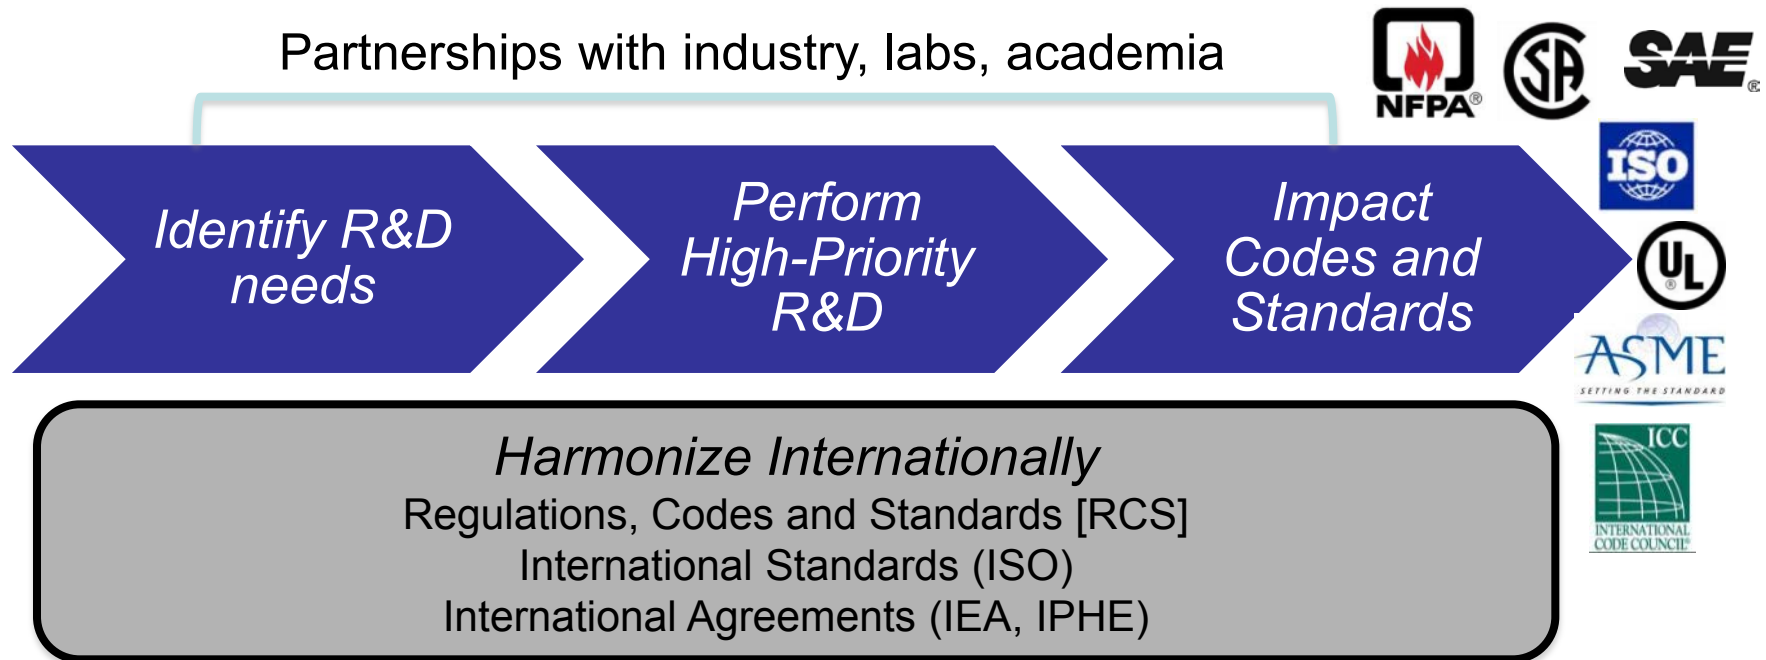 Partnerships with industry, labs, academia
NFPA®
SA
SAE®
ISO
Identify R&D
needs
Perform
High-Priority
R&D
Impact
Codes and
Standards
UL
®
ASME
SETTING THE STANDARD
Harmonize Internationally
Regulations, Codes and Standards [RCS]
International Standards (ISO)
International Agreements (IEA, IPHE)
ICC
INTERNATIONAL
CODE COUNCIL®